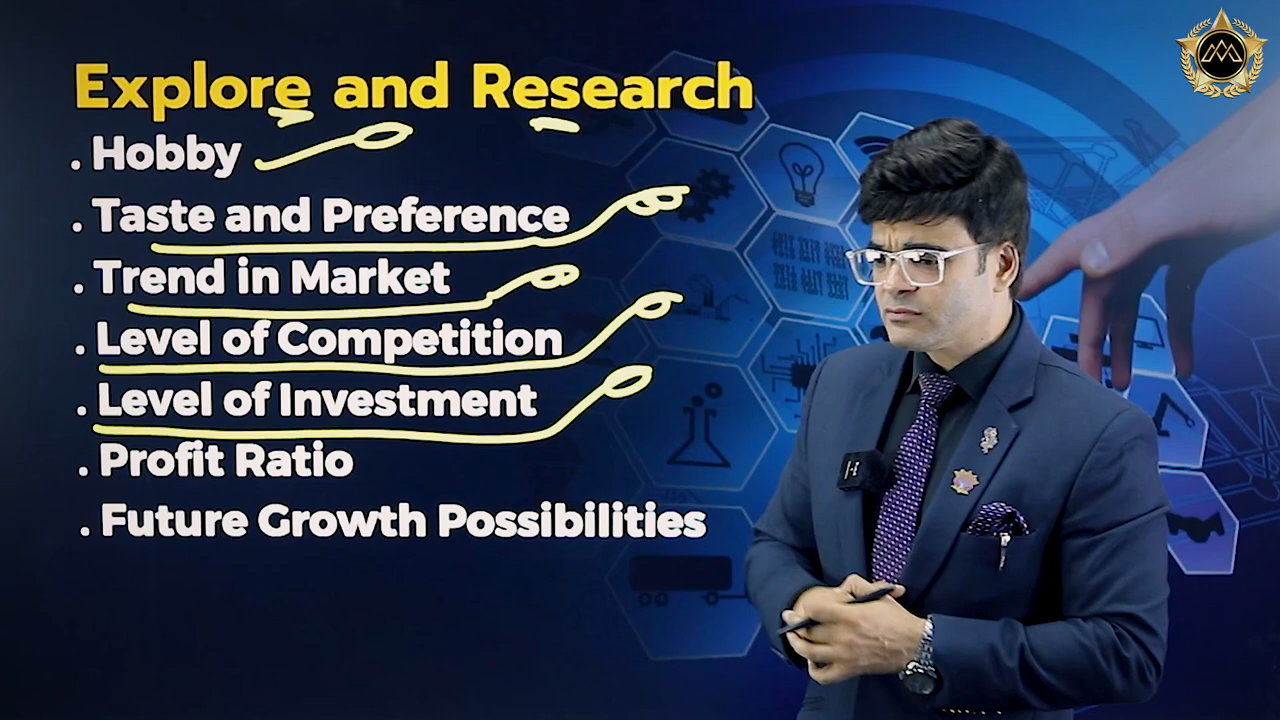 Explore and Research
. Hobby
. Taste and Preference
. Trend in Market
. Level of Competition
. Level of Investment
. Profit Ratio
. Future Growth Possibilities